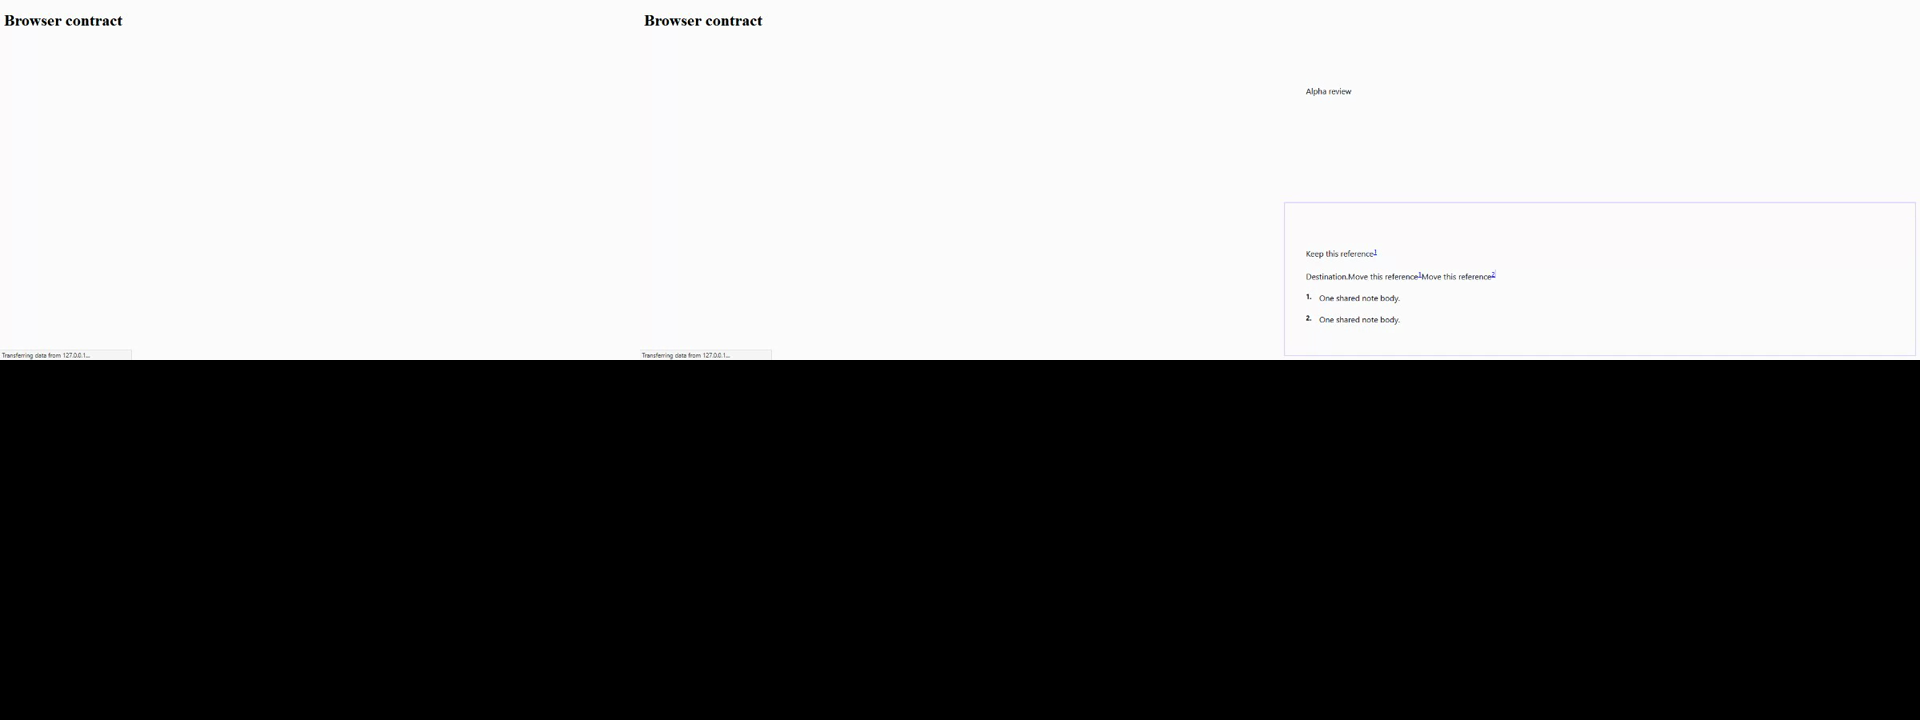 Browser contract
Transferring data from 127.0.0.1...
Browser contract
Transferring data from 127.0.0.1...
Alpha review
Keep this reference1
Destination.Move this reference1Move this reference2
1. One shared note body.
2. One shared note body.